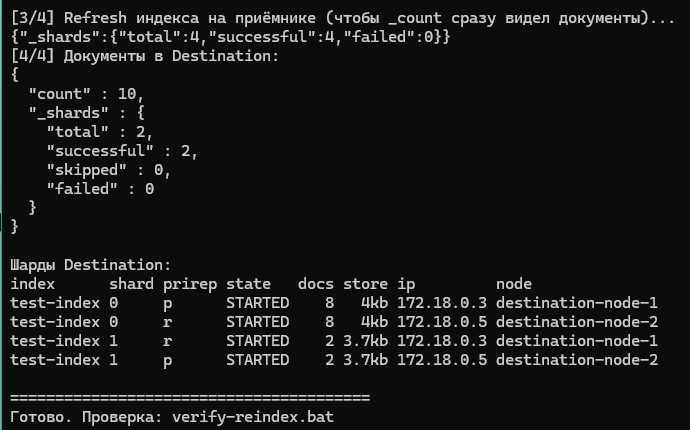 [3/4] Refresh индекса на приёмнике (чтобы _count сразу видел документы)...
{"_shards":{"total":4,"successful":4,"failed":0}}
[4/4] Документы в Destination:
{
  "count" : 10,
  "_shards" : {
    "total" : 2,
    "successful" : 2,
    "skipped" : 0,
    "failed" : 0
  }
}

Шарды Destination:
index      shard prirep state   docs store ip         node
test-index 0     p      STARTED    8   4kb 172.18.0.3 destination-node-1
test-index 0     r      STARTED    8   4kb 172.18.0.5 destination-node-2
test-index 1     r      STARTED    2 3.7kb 172.18.0.3 destination-node-1
test-index 1     p      STARTED    2 3.7kb 172.18.0.5 destination-node-2

========================================
Готово. Проверка: verify-reindex.bat